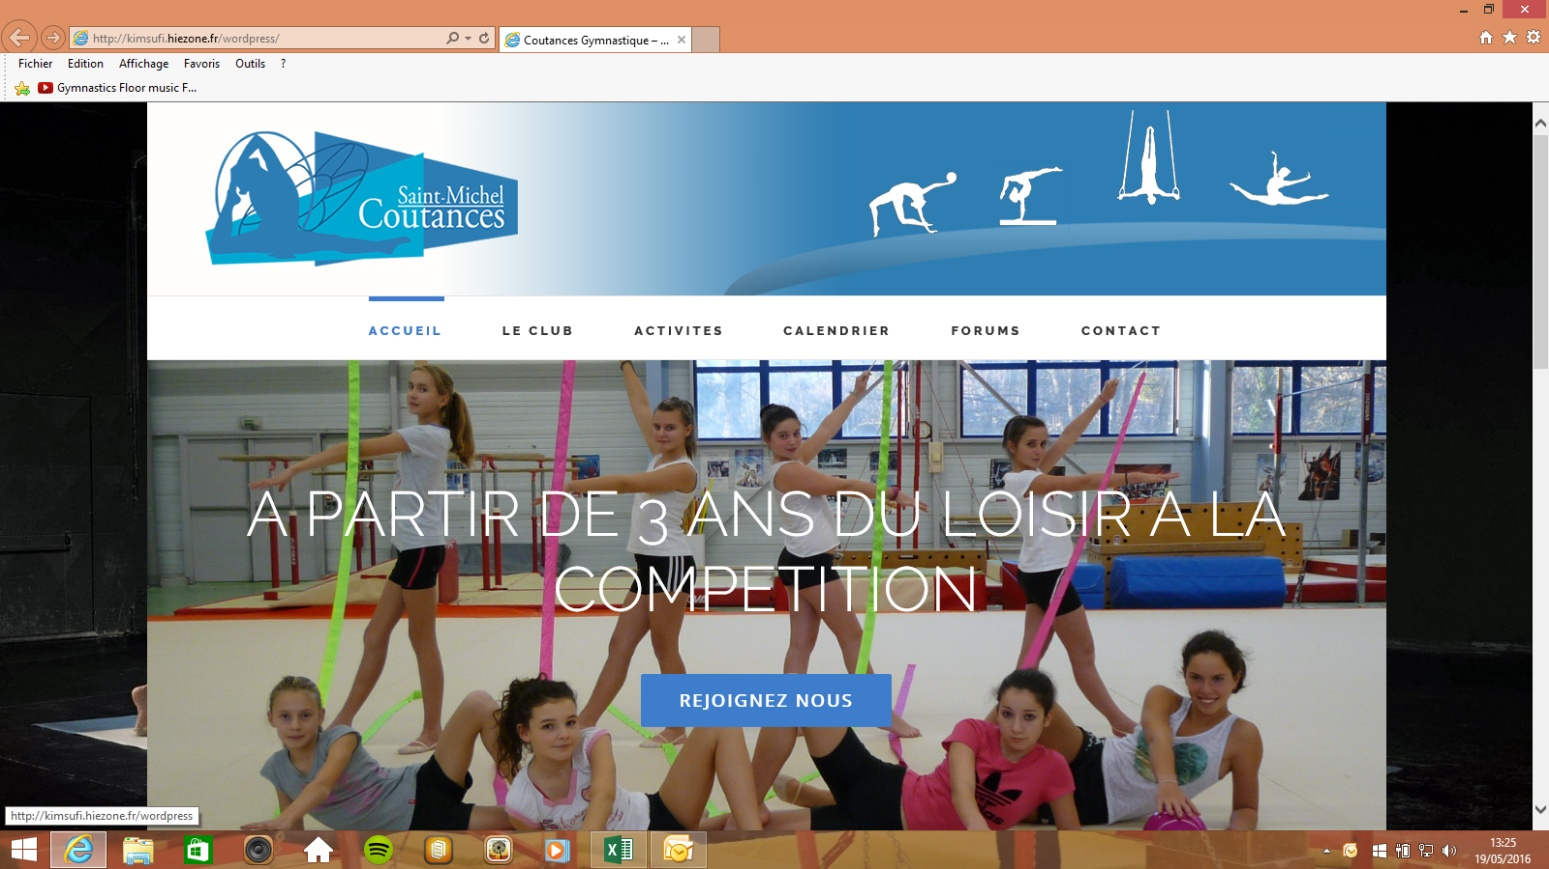 http://kimsufi.hiezone.fr/wordpress/
Coutances Gymnastique – ...
Fichier Edition Affichage Favoris Outils ?
Gymnastics Floor music F...
Saint-Michel
Coutances
ACCUEIL LE CLUB ACTIVITES CALENDRIER FORUMS CONTACT
A PARTIR DE 3 ANS DU LOISIR A LA
COMPETITION
REJOIGNEZ NOUS
adidas
http://kimsufi.hiezone.fr/wordpress
13:25
19/05/2016